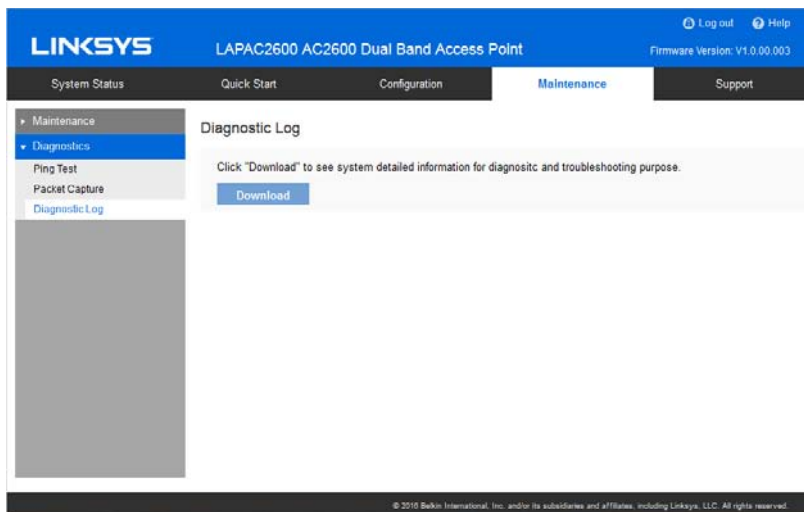 Log out Help
LINKSYS LAPAC2600 AC2600 Dual Band Access Point Firmware Version: V1.0.00.003
System Status Quick Start Configuration Maintenance Support
Maintenance
Diagnostics
Ping Test
Packet Capture
Diagnostic Log
Diagnostic Log
Click "Download" to see system detailed information for diagnositc and troubleshooting purpose.
Download
© 2016 Belkin International, Inc. and/or its subsidiaries and affiliates, including Linksys, LLC. All rights reserved.